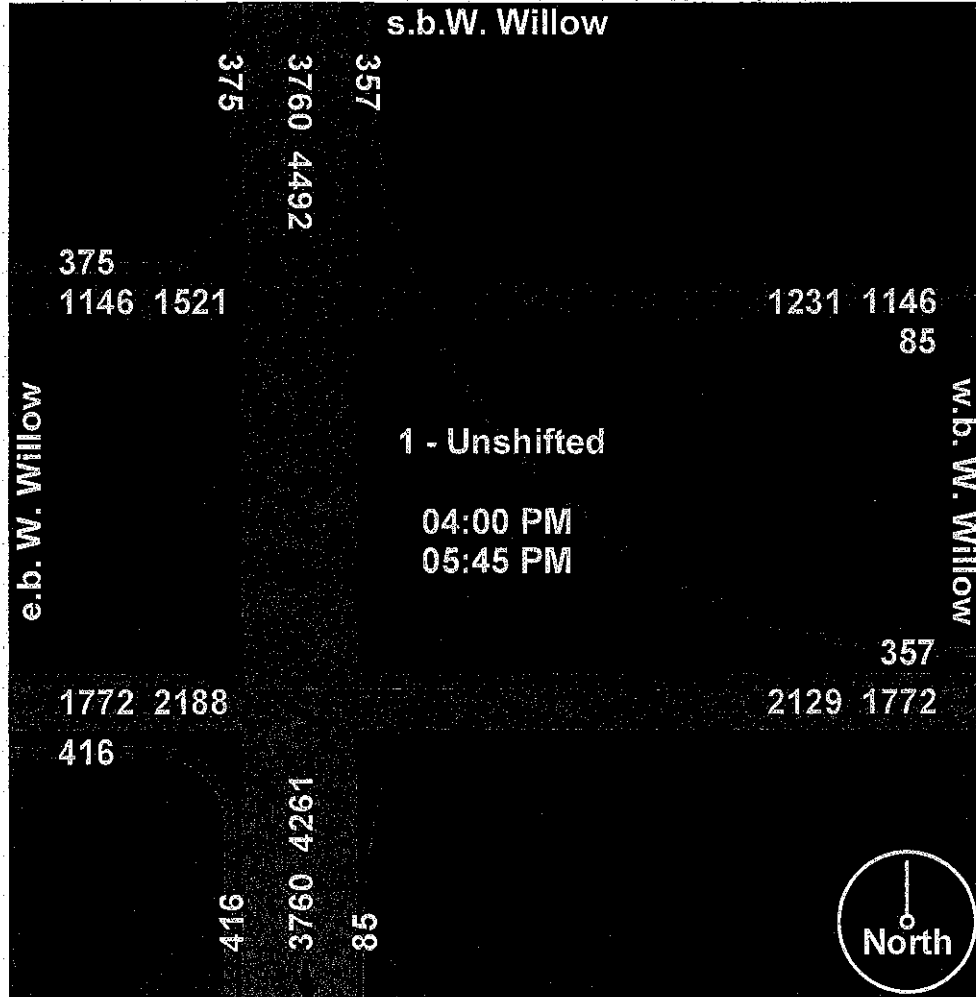 s.b.W. Willow
375
3760 4492
357
375
1146 1521
1231 1146
85
e.b. W. Willow
w.b. W. Willow
1 - Unshifted
04:00 PM
05:45 PM
357
1772 2188
2129 1772
416
416
3760 4261
85
North